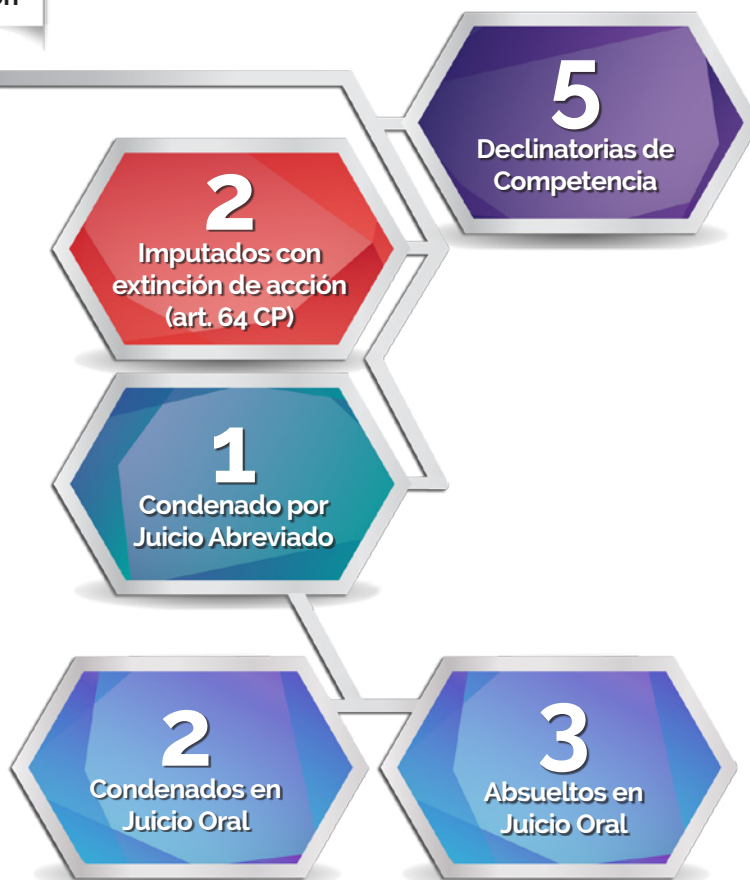 5
Declinatorias de
Competencia
2
Imputados con
extinción de acción
(art. 64 CP)
1
Condenado por
Juicio Abreviado
2
Condenados en
Juicio Oral
3
Absueltos en
Juicio Oral